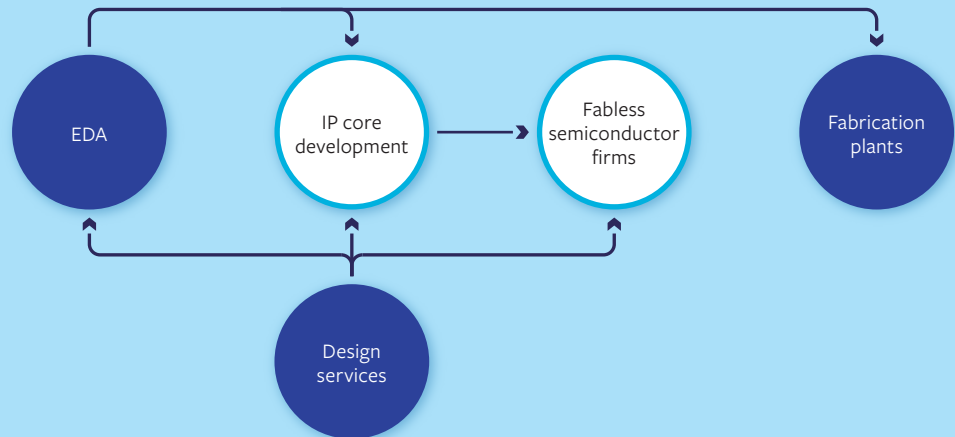 EDA
IP core
development
Fabless
semiconductor
firms
Fabrication
plants
Design
services